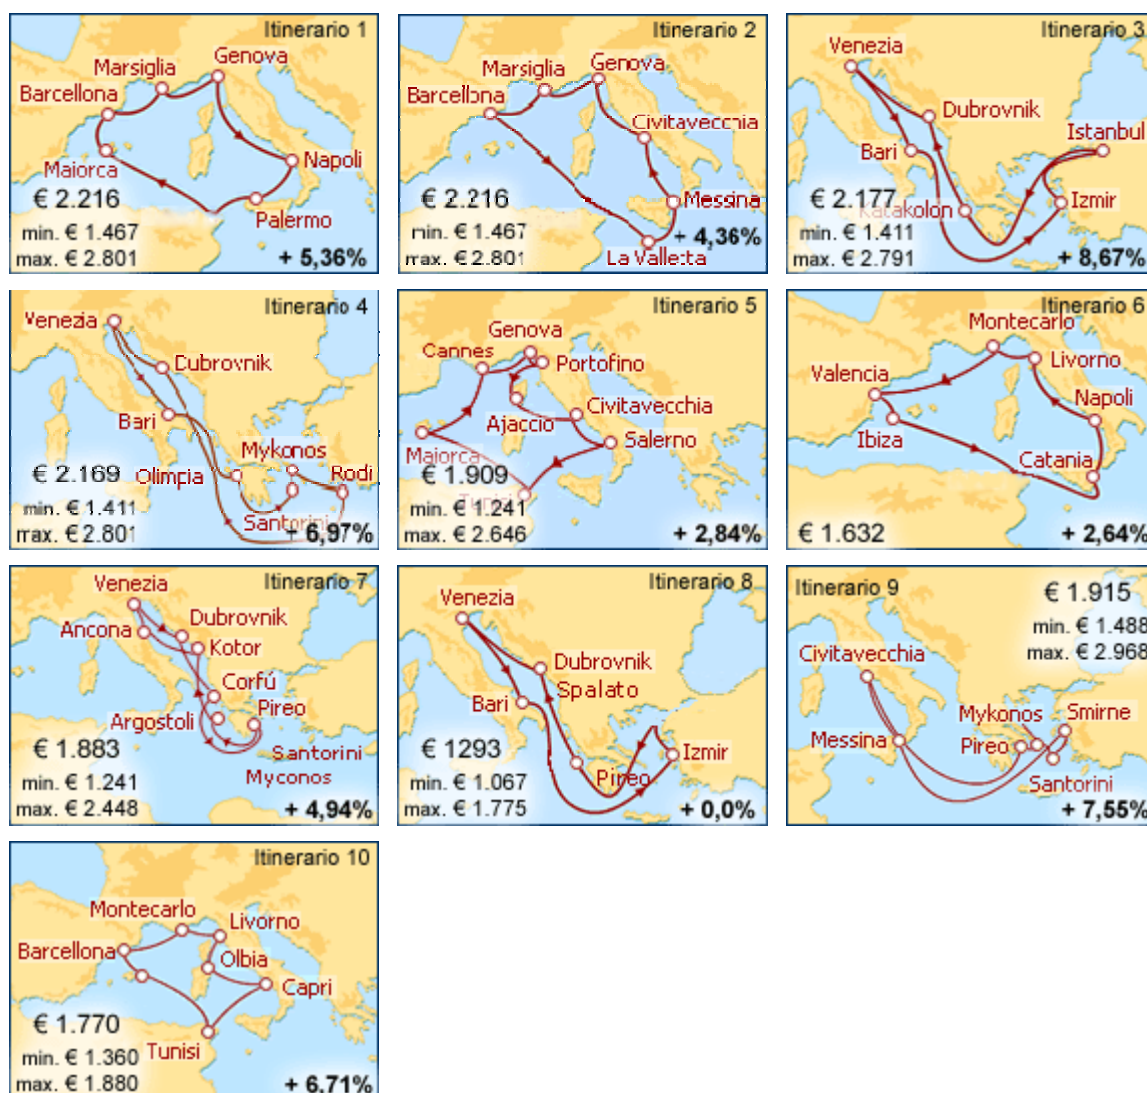 Itinerario 1
Genova
Marsiglia
Barcellona
Maiorca
Napoli
Palermo
€ 2.216
min. € 1.467
max. € 2.801
+ 5,36%
Itinerario 2
Genova
Marsiglia
Barcellona
Civitavecchia
Messina
La Valletta
€ 2.216
min. € 1.467
max. € 2.801
+ 4,36%
Itinerario 3
Venezia
Dubrovnik
Istanbul
Bari
Izmir
Katakolon
€ 2.177
min. € 1.411
max. € 2.791
+ 8,67%
Itinerario 4
Venezia
Dubrovnik
Bari
Mykonos
Olimpia
Rodi
Santorini
€ 2.169
min. € 1.411
max. € 2.801
+ 6,97%
Itinerario 5
Genova
Cannes
Portofino
Ajaccio
Civitavecchia
Salerno
Maiorca
Tunisi
€ 1.909
min. € 1.241
max. € 2.646
+ 2,84%
Itinerario 6
Montecarlo
Livorno
Valencia
Napoli
Ibiza
Catania
€ 1.632
+ 2,64%
Itinerario 7
Venezia
Ancona
Dubrovnik
Kotor
Corfú
Argostoli
Pireo
Santorini
Myconos
€ 1.883
min. € 1.241
max. € 2.448
+ 4,94%
Itinerario 8
Venezia
Dubrovnik
Spalato
Bari
Izmir
Pireo
€ 1293
min. € 1.067
max. € 1.775
+ 0,0%
Itinerario 9
€ 1.915
min. € 1.488
max. € 2.968
Civitavecchia
Mykonos
Smirne
Messina
Pireo
Santorini
+ 7,55%
Itinerario 10
Montecarlo
Livorno
Barcellona
Olbia
Capri
Tunisi
€ 1.770
min. € 1.360
max. € 1.880
+ 6,71%